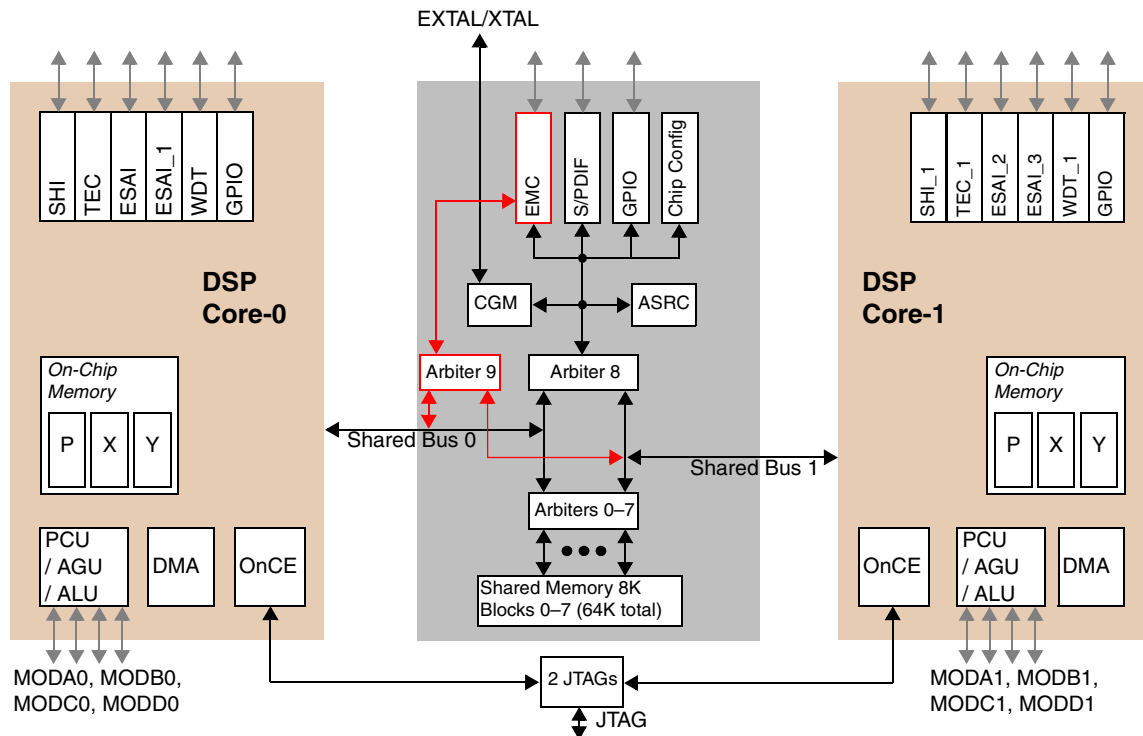 EXTAL/XTAL
SHI
TEC
ESAI
ESAI_1
WDT
GPIO
DSP
Core-0
On-Chip
Memory
P
X
Y
PCU
/ AGU
/ ALU
DMA
OnCE
MODA0, MODB0,
MODC0, MODD0
EMC
S/PDIF
GPIO
Chip Config
CGM
ASRC
Arbiter 9
Arbiter 8
Shared Bus 0
Shared Bus 1
Arbiters 0–7
Shared Memory 8K
Blocks 0–7 (64K total)
2 JTAGs
JTAG
SHI_1
TEC_1
ESAI_2
ESAI_3
WDT_1
GPIO
DSP
Core-1
On-Chip
Memory
P
X
Y
OnCE
PCU
/ AGU
/ ALU
DMA
MODA1, MODB1,
MODC1, MODD1